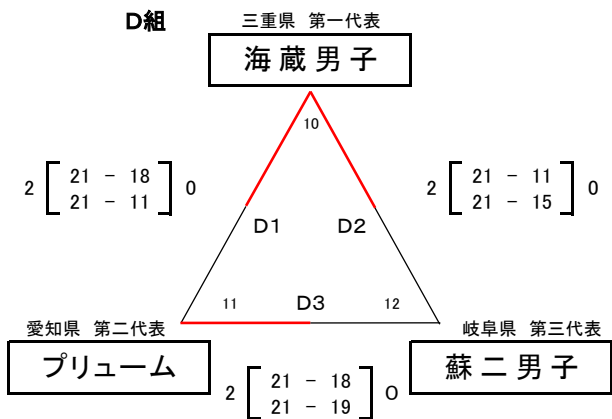 D組
三重県 第一代表
海蔵男子
10
2 [ 21 - 18 ] 0
21 - 11
2 [ 21 - 11 ] 0
21 - 15
D1
D2
11
D3
12
愛知県 第二代表
プリューム
岐阜県 第三代表
蘇二男子
2 [ 21 - 18 ] 0
21 - 19